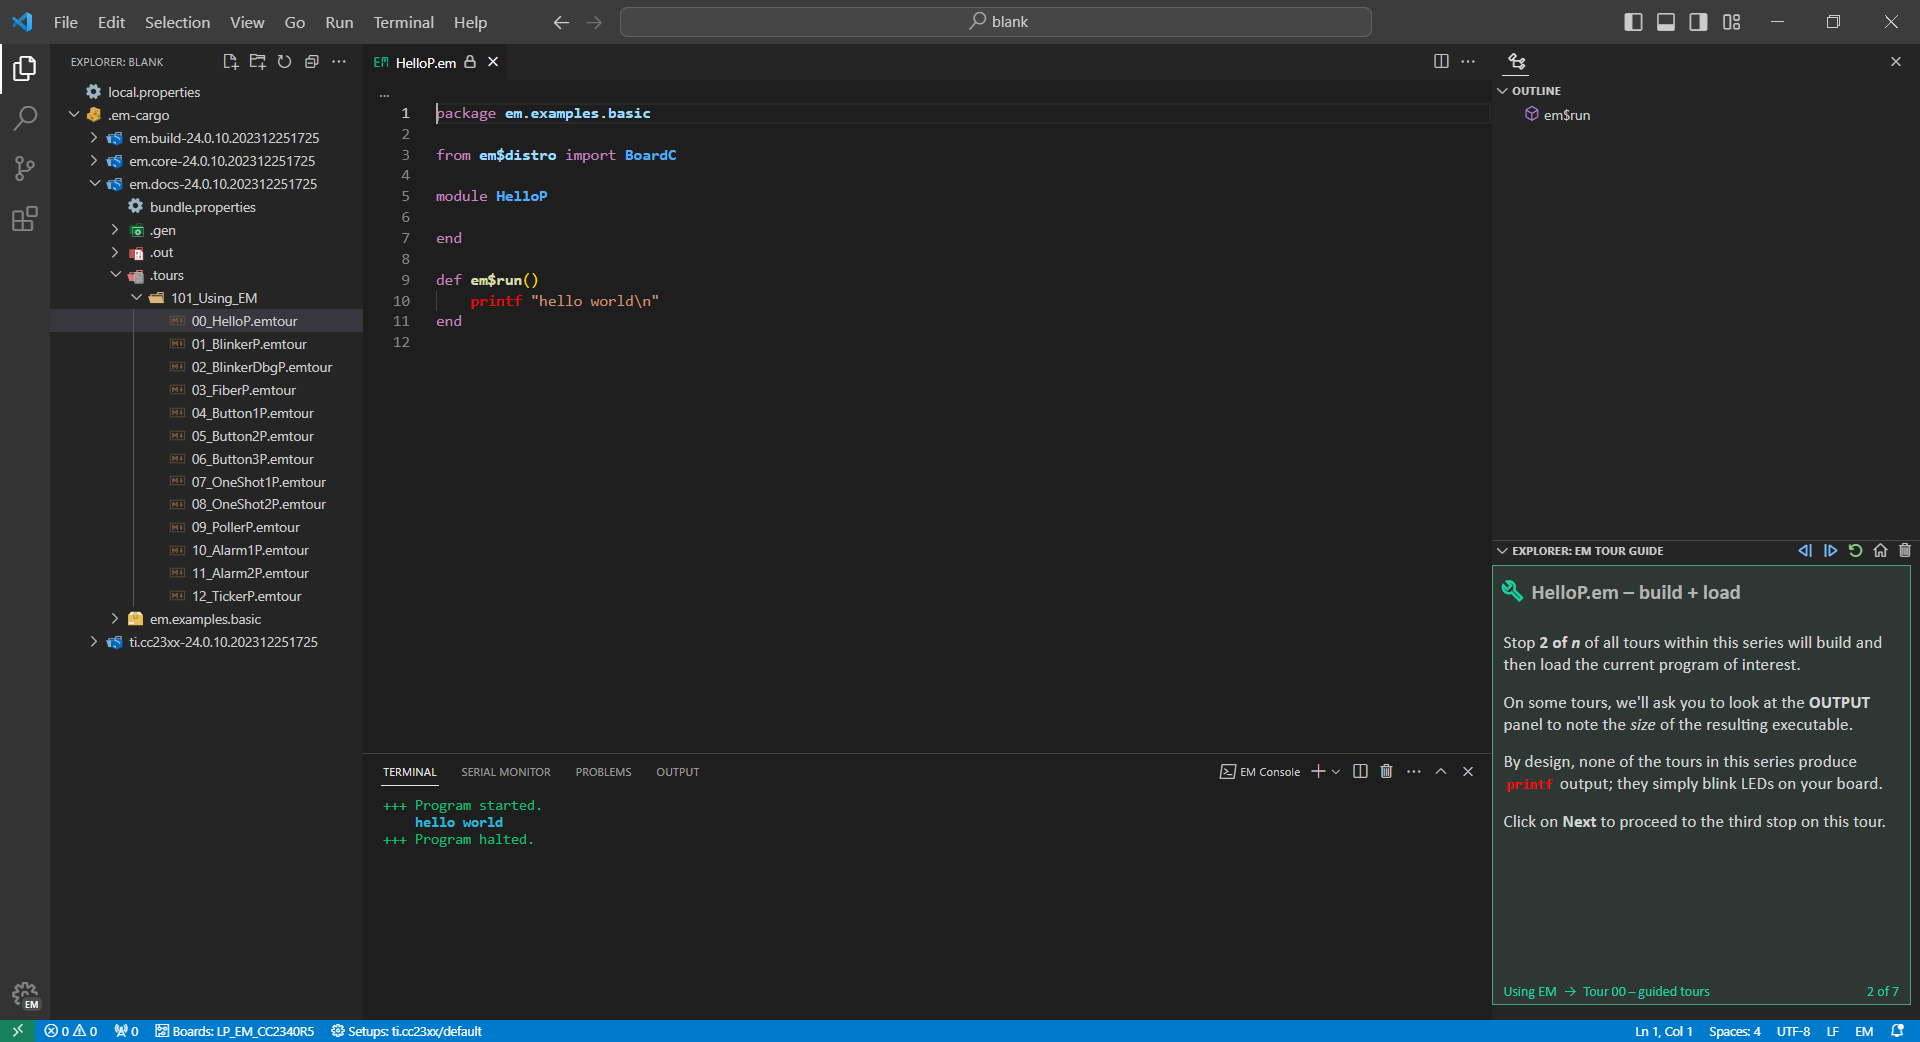 File Edit Selection View Go Run Terminal Help
blank
EXPLORER: BLANK
local.properties
.em-cargo
em.build-24.0.10.202312251725
em.core-24.0.10.202312251725
em.docs-24.0.10.202312251725
bundle.properties
.gen
.out
.tours
101_Using_EM
00_HelloP.emtour
01_BlinkerP.emtour
02_BlinkerDbgP.emtour
03_FiberP.emtour
04_Button1P.emtour
05_Button2P.emtour
06_Button3P.emtour
07_OneShot1P.emtour
08_OneShot2P.emtour
09_PollerP.emtour
10_Alarm1P.emtour
11_Alarm2P.emtour
12_TickerP.emtour
em.examples.basic
ti.cc23xx-24.0.10.202312251725
EM
EM HelloP.em
...
1 package em.examples.basic
2
3 from em$distro import BoardC
4
5 module HelloP
6
7 end
8
9 def em$run()
10 printf "hello world\n"
11 end
12
TERMINAL SERIAL MONITOR PROBLEMS OUTPUT
EM Console
+++ Program started.
hello world
+++ Program halted.
OUTLINE
em$run
EXPLORER: EM TOUR GUIDE
HelloP.em – build + load
Stop 2 of n of all tours within this series will build and
then load the current program of interest.
On some tours, we'll ask you to look at the OUTPUT
panel to note the size of the resulting executable.
By design, none of the tours in this series produce
printf output; they simply blink LEDs on your board.
Click on Next to proceed to the third stop on this tour.
Using EM → Tour 00 – guided tours 2 of 7
0 0 0 Boards: LP_EM_CC2340R5 Setups: ti.cc23xx/default
Ln 1, Col 1 Spaces: 4 UTF-8 LF EM